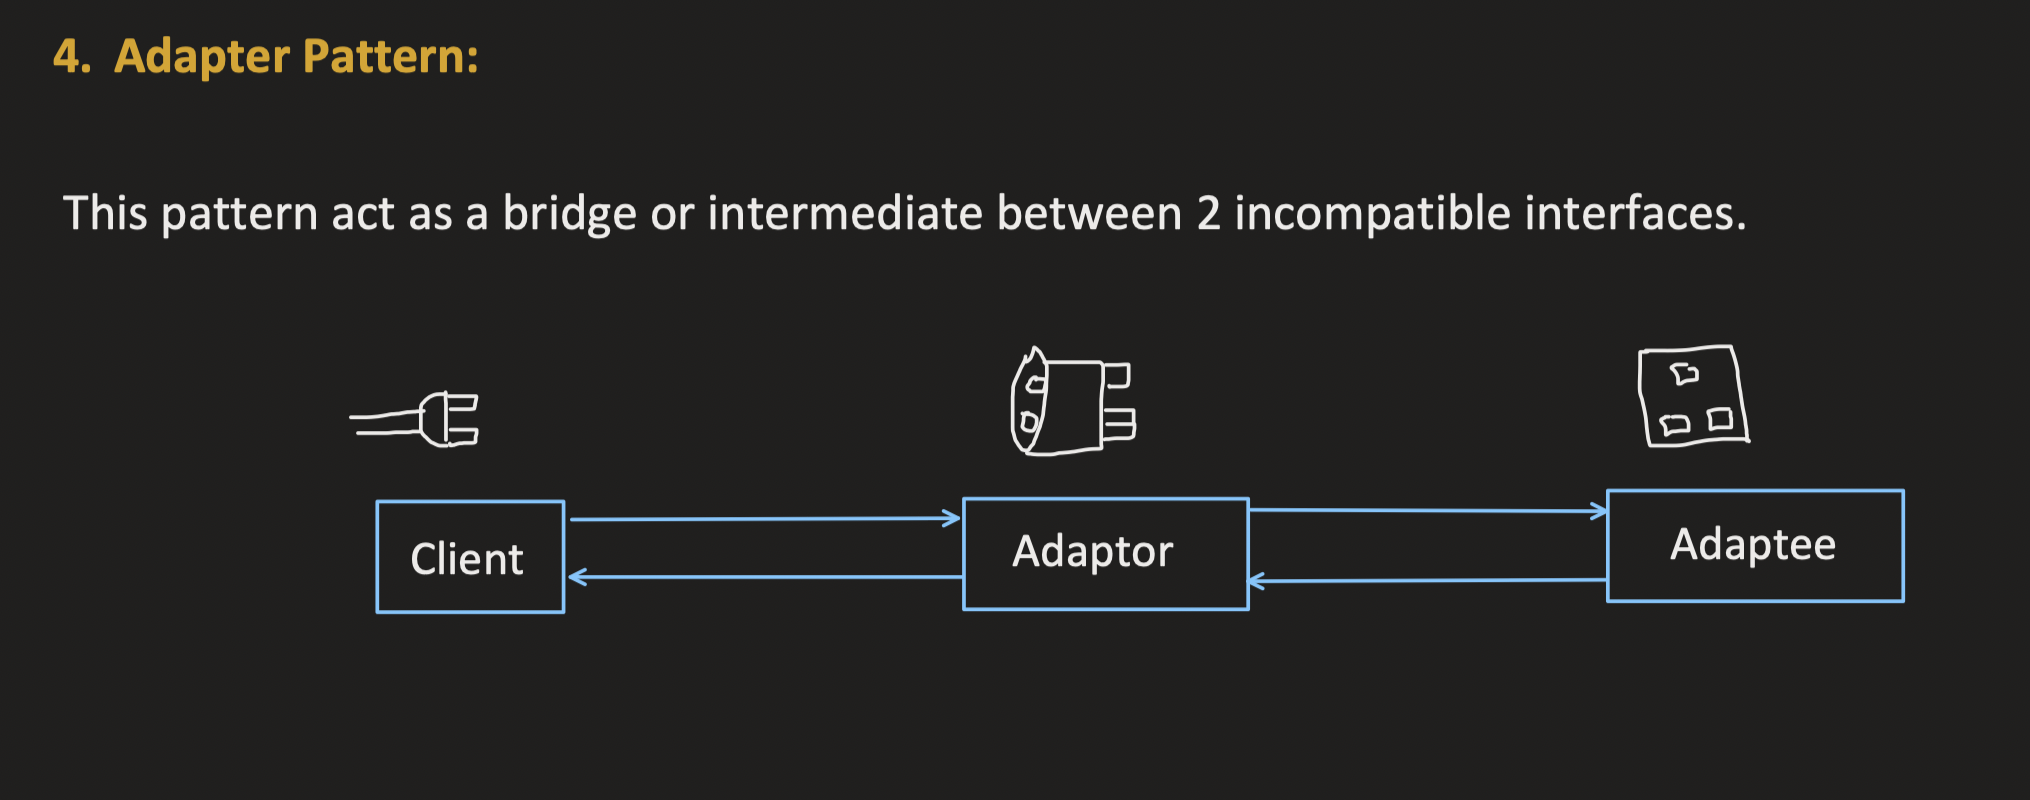 4. Adapter Pattern:
This pattern act as a bridge or intermediate between 2 incompatible interfaces.
Client
Adaptor
Adaptee